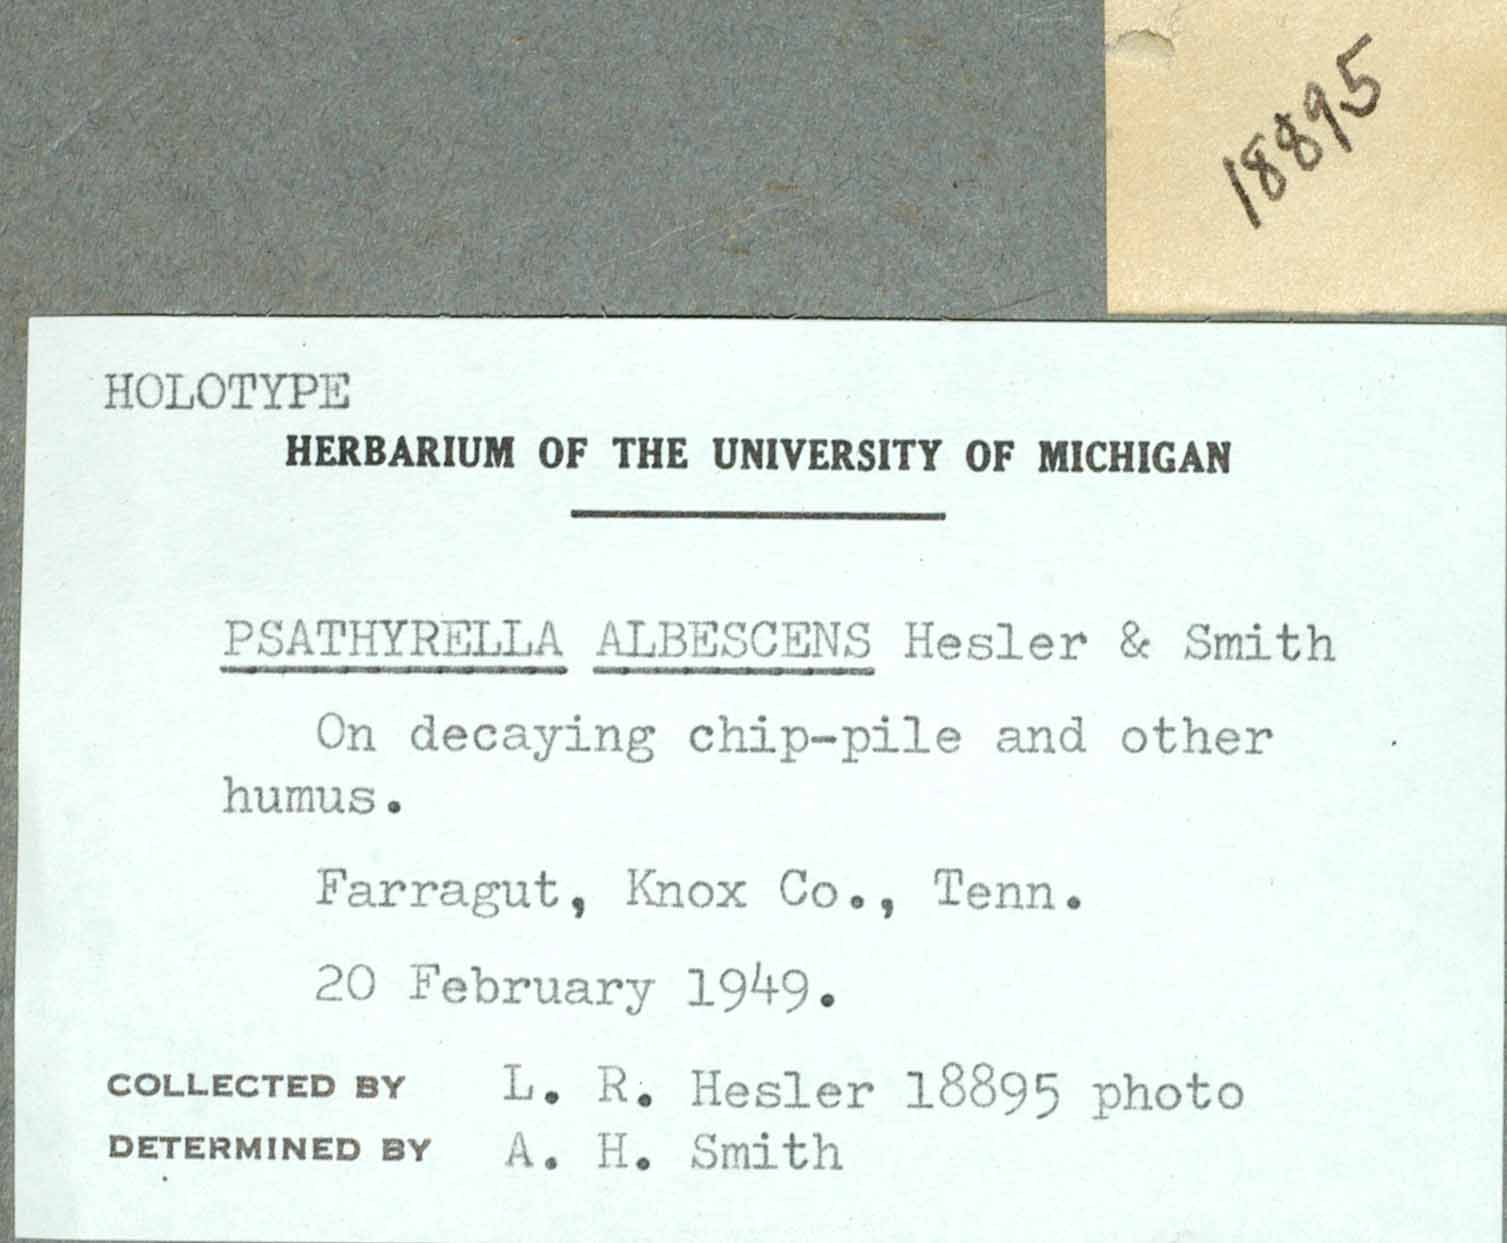 18895
HOLOTYPE
HERBARIUM OF THE UNIVERSITY OF MICHIGAN
PSATHYRELLA ALBESCENS Hesler & Smith
On decaying chip-pile and other
humus.
Farragut, Knox Co., Tenn.
20 February 1949.
COLLECTED BY L. R. Hesler 18895 photo
DETERMINED BY A. H. Smith